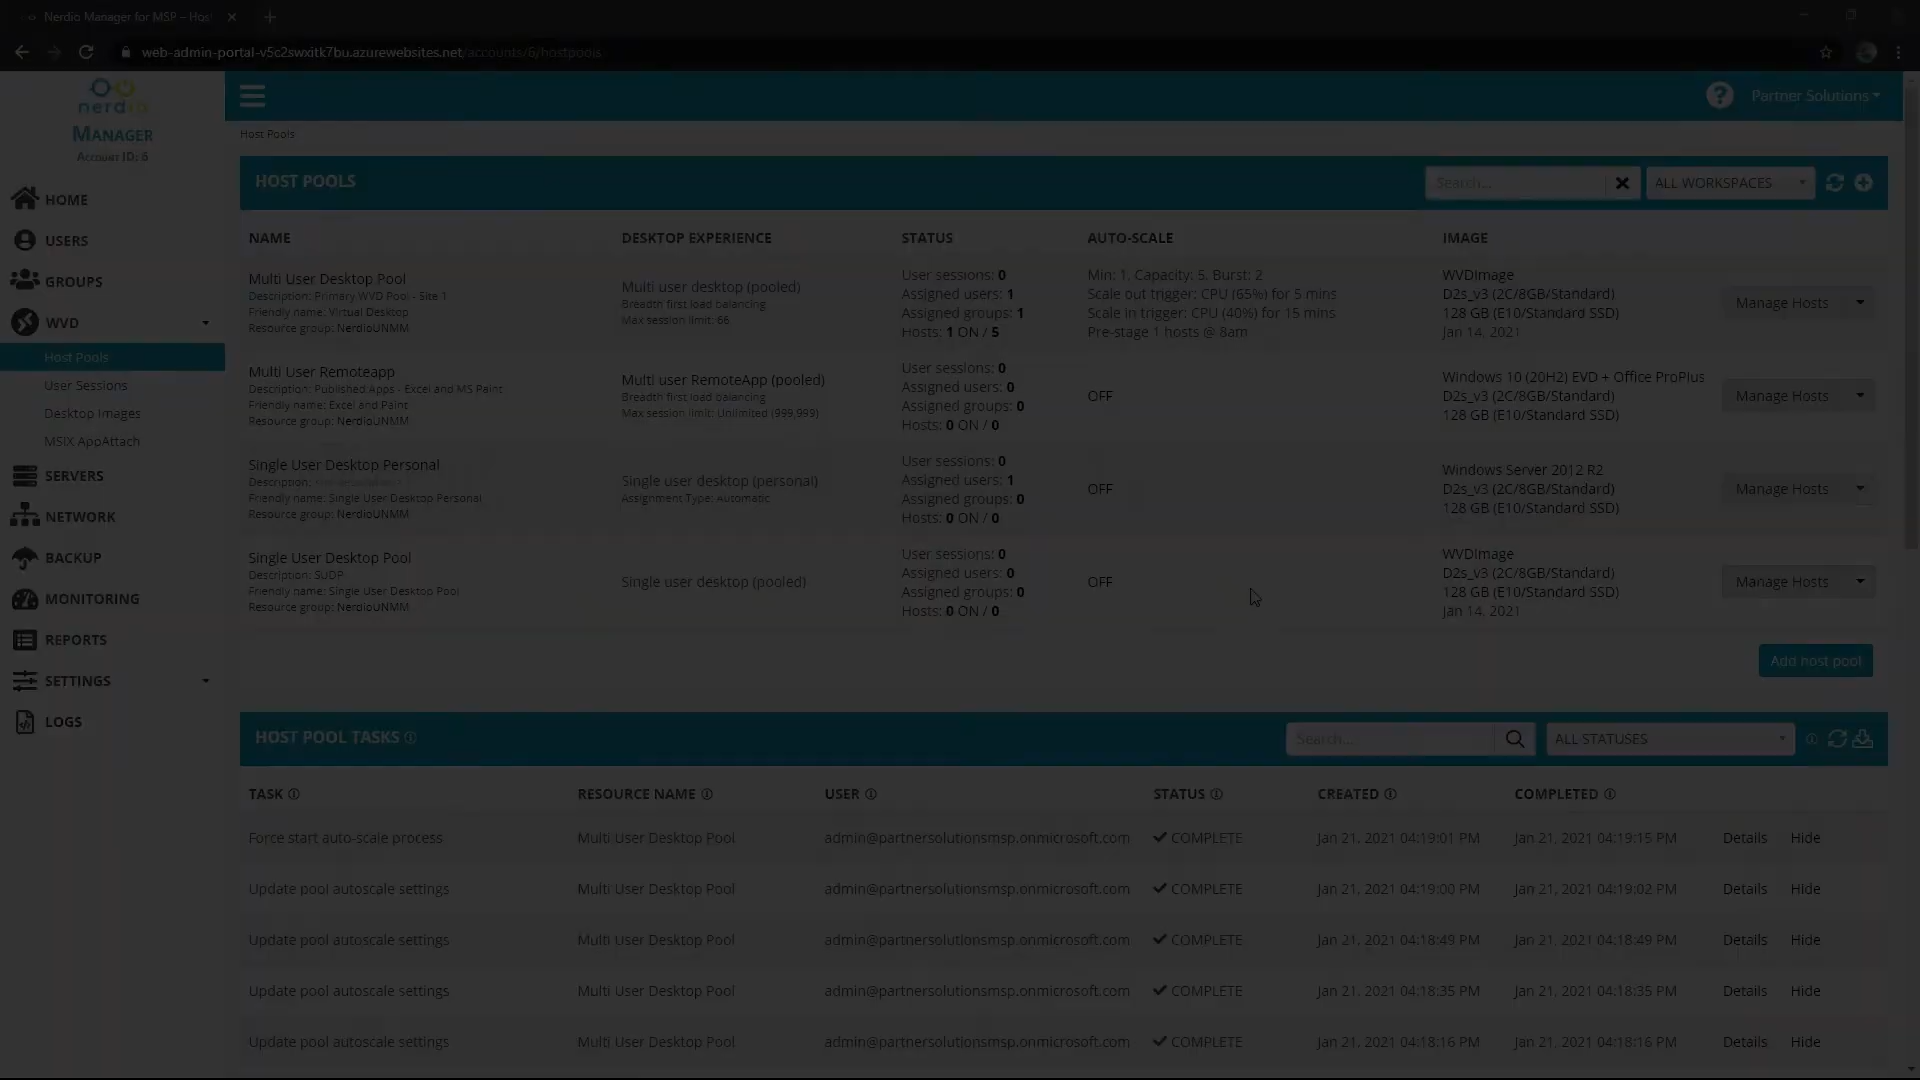 Nerdio Manager for MSP – Hos
web-admin-portal-v5c2swxitk7bu.azurewebsites.net/accounts/6/hostpools
nerdio
MANAGER
Account ID: 6
Partner Solutions
HOME
USERS
GROUPS
WVD
Host Pools
User Sessions
Desktop Images
MSIX AppAttach
SERVERS
NETWORK
BACKUP
MONITORING
REPORTS
SETTINGS
LOGS
Host Pools
HOST POOLS
Search...
ALL WORKSPACES
NAME DESKTOP EXPERIENCE STATUS AUTO-SCALE IMAGE
Multi User Desktop Pool
Description: Primary WVD Pool - Site 1
Friendly name: Virtual Desktop
Resource group: NerdioUNMM
Multi user desktop (pooled)
Breadth first load balancing
Max session limit: 66
User sessions: 0
Assigned users: 1
Assigned groups: 1
Hosts: 1 ON / 5
Min: 1, Capacity: 5, Burst: 2
Scale out trigger: CPU (65%) for 5 mins
Scale in trigger: CPU (40%) for 15 mins
Pre-stage 1 hosts @ 8am
WVDImage
D2s_v3 (2C/8GB/Standard)
128 GB (E10/Standard SSD)
Jan 14, 2021
Manage Hosts
Multi User Remoteapp
Description: Published Apps - Excel and MS Paint
Friendly name: Excel and Paint
Resource group: NerdioUNMM
Multi user RemoteApp (pooled)
Breadth first load balancing
Max session limit: Unlimited (999,999)
User sessions: 0
Assigned users: 0
Assigned groups: 0
Hosts: 0 ON / 0
OFF
Windows 10 (20H2) EVD + Office ProPlus
D2s_v3 (2C/8GB/Standard)
128 GB (E10/Standard SSD)
Manage Hosts
Single User Desktop Personal
Description:
Friendly name: Single User Desktop Personal
Resource group: NerdioUNMM
Single user desktop (personal)
Assignment Type: Automatic
User sessions: 0
Assigned users: 1
Assigned groups: 0
Hosts: 0 ON / 0
OFF
Windows Server 2012 R2
D2s_v3 (2C/8GB/Standard)
128 GB (E10/Standard SSD)
Manage Hosts
Single User Desktop Pool
Description: SUDP
Friendly name: Single User Desktop Pool
Resource group: NerdioUNMM
Single user desktop (pooled)
User sessions: 0
Assigned users: 0
Assigned groups: 0
Hosts: 0 ON / 0
OFF
WVDImage
D2s_v3 (2C/8GB/Standard)
128 GB (E10/Standard SSD)
Jan 14, 2021
Manage Hosts
Add host pool
HOST POOL TASKS
Search...
ALL STATUSES
TASK RESOURCE NAME USER STATUS CREATED COMPLETED
Force start auto-scale process Multi User Desktop Pool admin@partnersolutionsmsp.onmicrosoft.com COMPLETE Jan 21, 2021 04:19:01 PM Jan 21, 2021 04:19:15 PM Details Hide
Update pool autoscale settings Multi User Desktop Pool admin@partnersolutionsmsp.onmicrosoft.com COMPLETE Jan 21, 2021 04:19:00 PM Jan 21, 2021 04:19:02 PM Details Hide
Update pool autoscale settings Multi User Desktop Pool admin@partnersolutionsmsp.onmicrosoft.com COMPLETE Jan 21, 2021 04:18:49 PM Jan 21, 2021 04:18:49 PM Details Hide
Update pool autoscale settings Multi User Desktop Pool admin@partnersolutionsmsp.onmicrosoft.com COMPLETE Jan 21, 2021 04:18:35 PM Jan 21, 2021 04:18:35 PM Details Hide
Update pool autoscale settings Multi User Desktop Pool admin@partnersolutionsmsp.onmicrosoft.com COMPLETE Jan 21, 2021 04:18:16 PM Jan 21, 2021 04:18:16 PM Details Hide